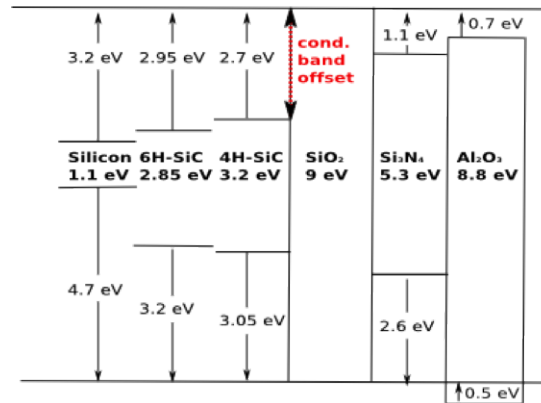 3.2 eV 2.95 eV 2.7 eV cond. band offset 1.1 eV 0.7 eV
Silicon 6H-SiC 4H-SiC SiO₂ Si₃N₄ Al₂O₃
1.1 eV 2.85 eV 3.2 eV 9 eV 5.3 eV 8.8 eV
4.7 eV 3.2 eV 3.05 eV 2.6 eV
0.5 eV